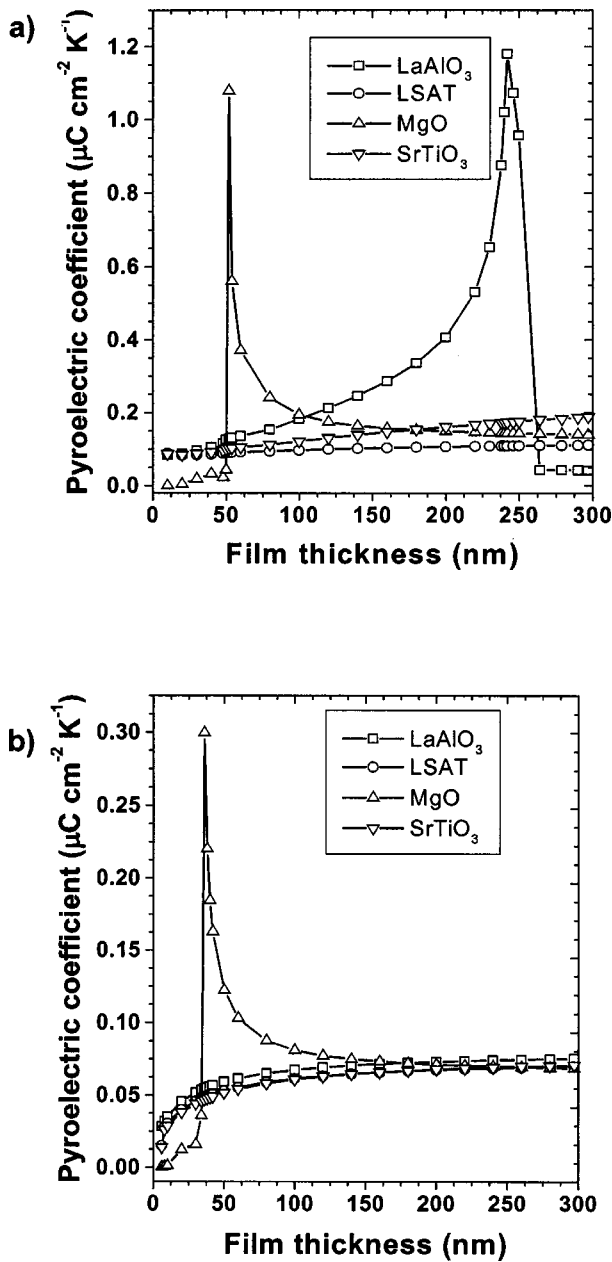 a)
Pyroelectric coefficient (μC cm⁻² K⁻¹)
1.2
1.0
0.8
0.6
0.4
0.2
0.0
LaAlO₃
LSAT
MgO
SrTiO₃
0 50 100 150 200 250 300
Film thickness (nm)
b)
Pyroelectric coefficient (μC cm⁻² K⁻¹)
0.30
0.25
0.20
0.15
0.10
0.05
0.00
LaAlO₃
LSAT
MgO
SrTiO₃
0 50 100 150 200 250 300
Film thickness (nm)